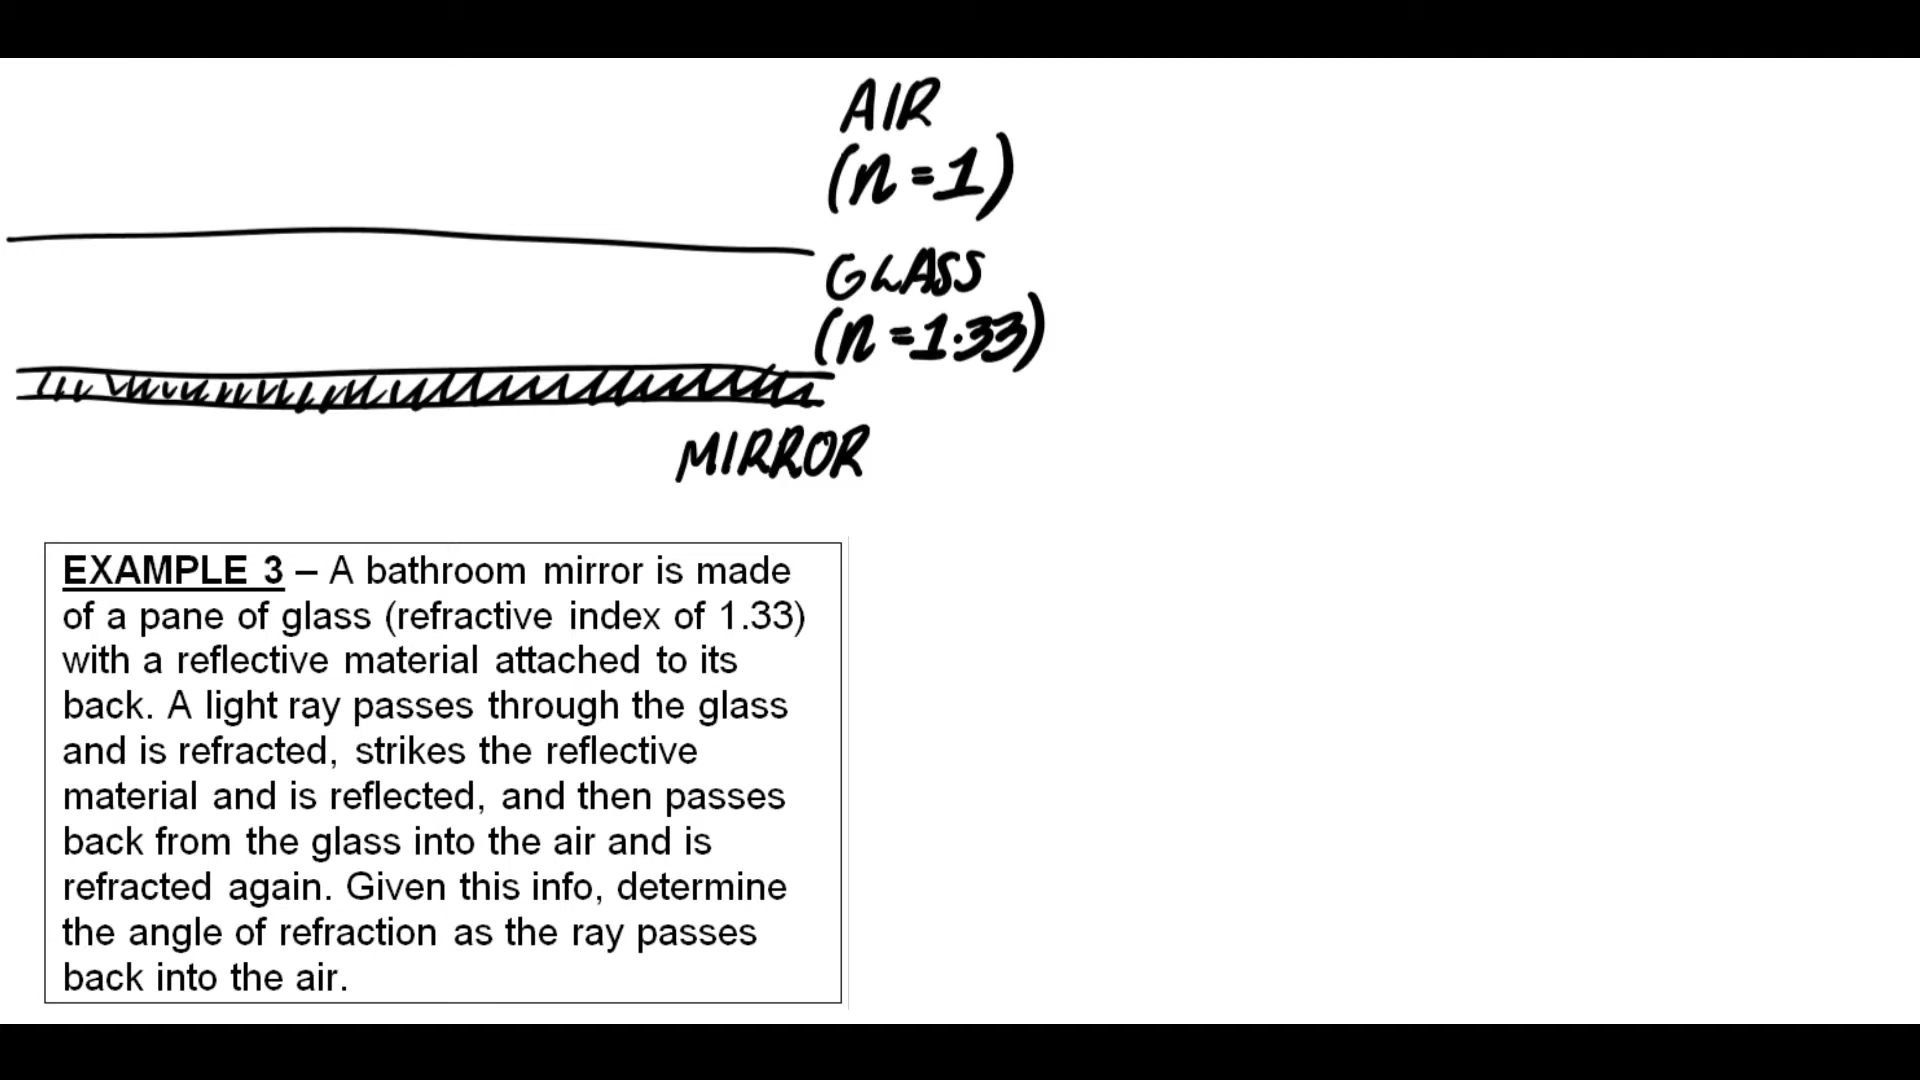 AIR
(n=1)
GLASS
(n=1.33)
MIRROR
EXAMPLE 3 – A bathroom mirror is made
of a pane of glass (refractive index of 1.33)
with a reflective material attached to its
back. A light ray passes through the glass
and is refracted, strikes the reflective
material and is reflected, and then passes
back from the glass into the air and is
refracted again. Given this info, determine
the angle of refraction as the ray passes
back into the air.